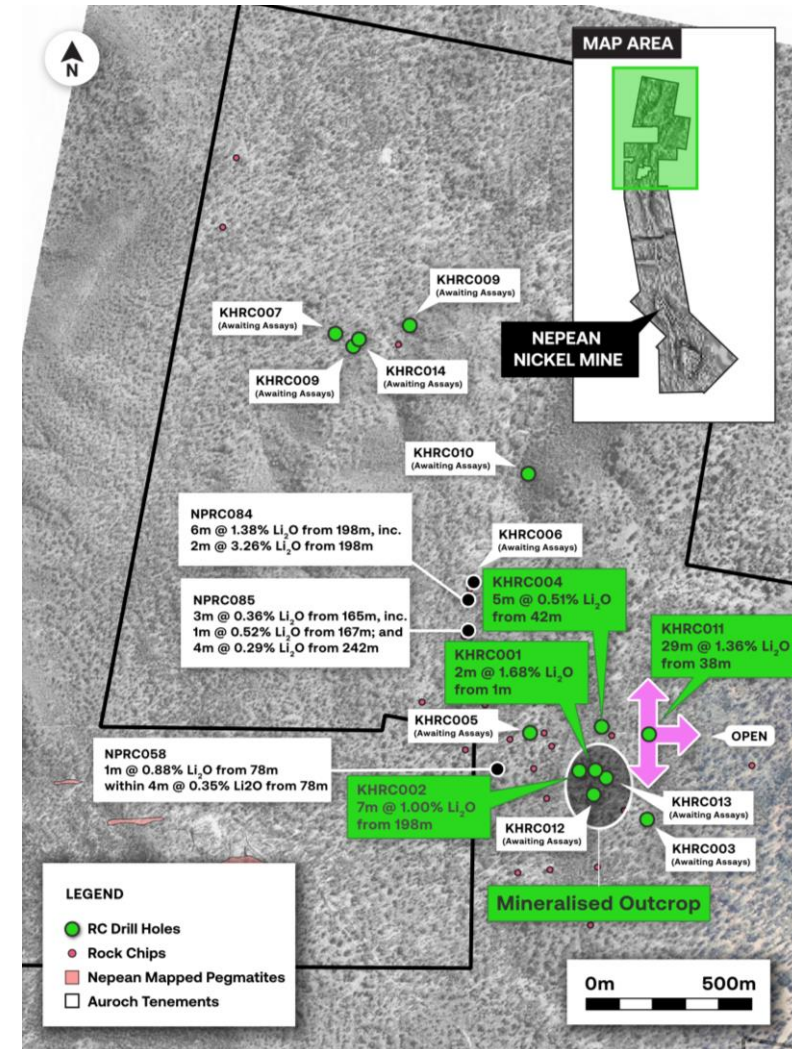 N
MAP AREA
NEPEAN
NICKEL MINE
KHRC009
(Awaiting Assays)
KHRC007
(Awaiting Assays)
KHRC009
(Awaiting Assays)
KHRC014
(Awaiting Assays)
KHRC010
(Awaiting Assays)
NPRC084
6m @ 1.38% Li₂O from 198m, inc.
2m @ 3.26% Li₂O from 198m
KHRC006
(Awaiting Assays)
KHRC004
5m @ 0.51% Li₂O
from 42m
NPRC085
3m @ 0.36% Li₂O from 165m, inc.
1m @ 0.52% Li₂O from 167m; and
4m @ 0.29% Li₂O from 242m
KHRC011
29m @ 1.36% Li₂O
from 38m
KHRC001
2m @ 1.68% Li₂O
from 1m
KHRC005
(Awaiting Assays)
OPEN
NPRC058
1m @ 0.88% Li₂O from 78m
within 4m @ 0.35% Li2O from 78m
KHRC002
7m @ 1.00% Li₂O
from 198m
KHRC013
(Awaiting Assays)
KHRC012
(Awaiting Assays)
KHRC003
(Awaiting Assays)
Mineralised Outcrop
LEGEND
RC Drill Holes
Rock Chips
Nepean Mapped Pegmatites
Auroch Tenements
0m 500m